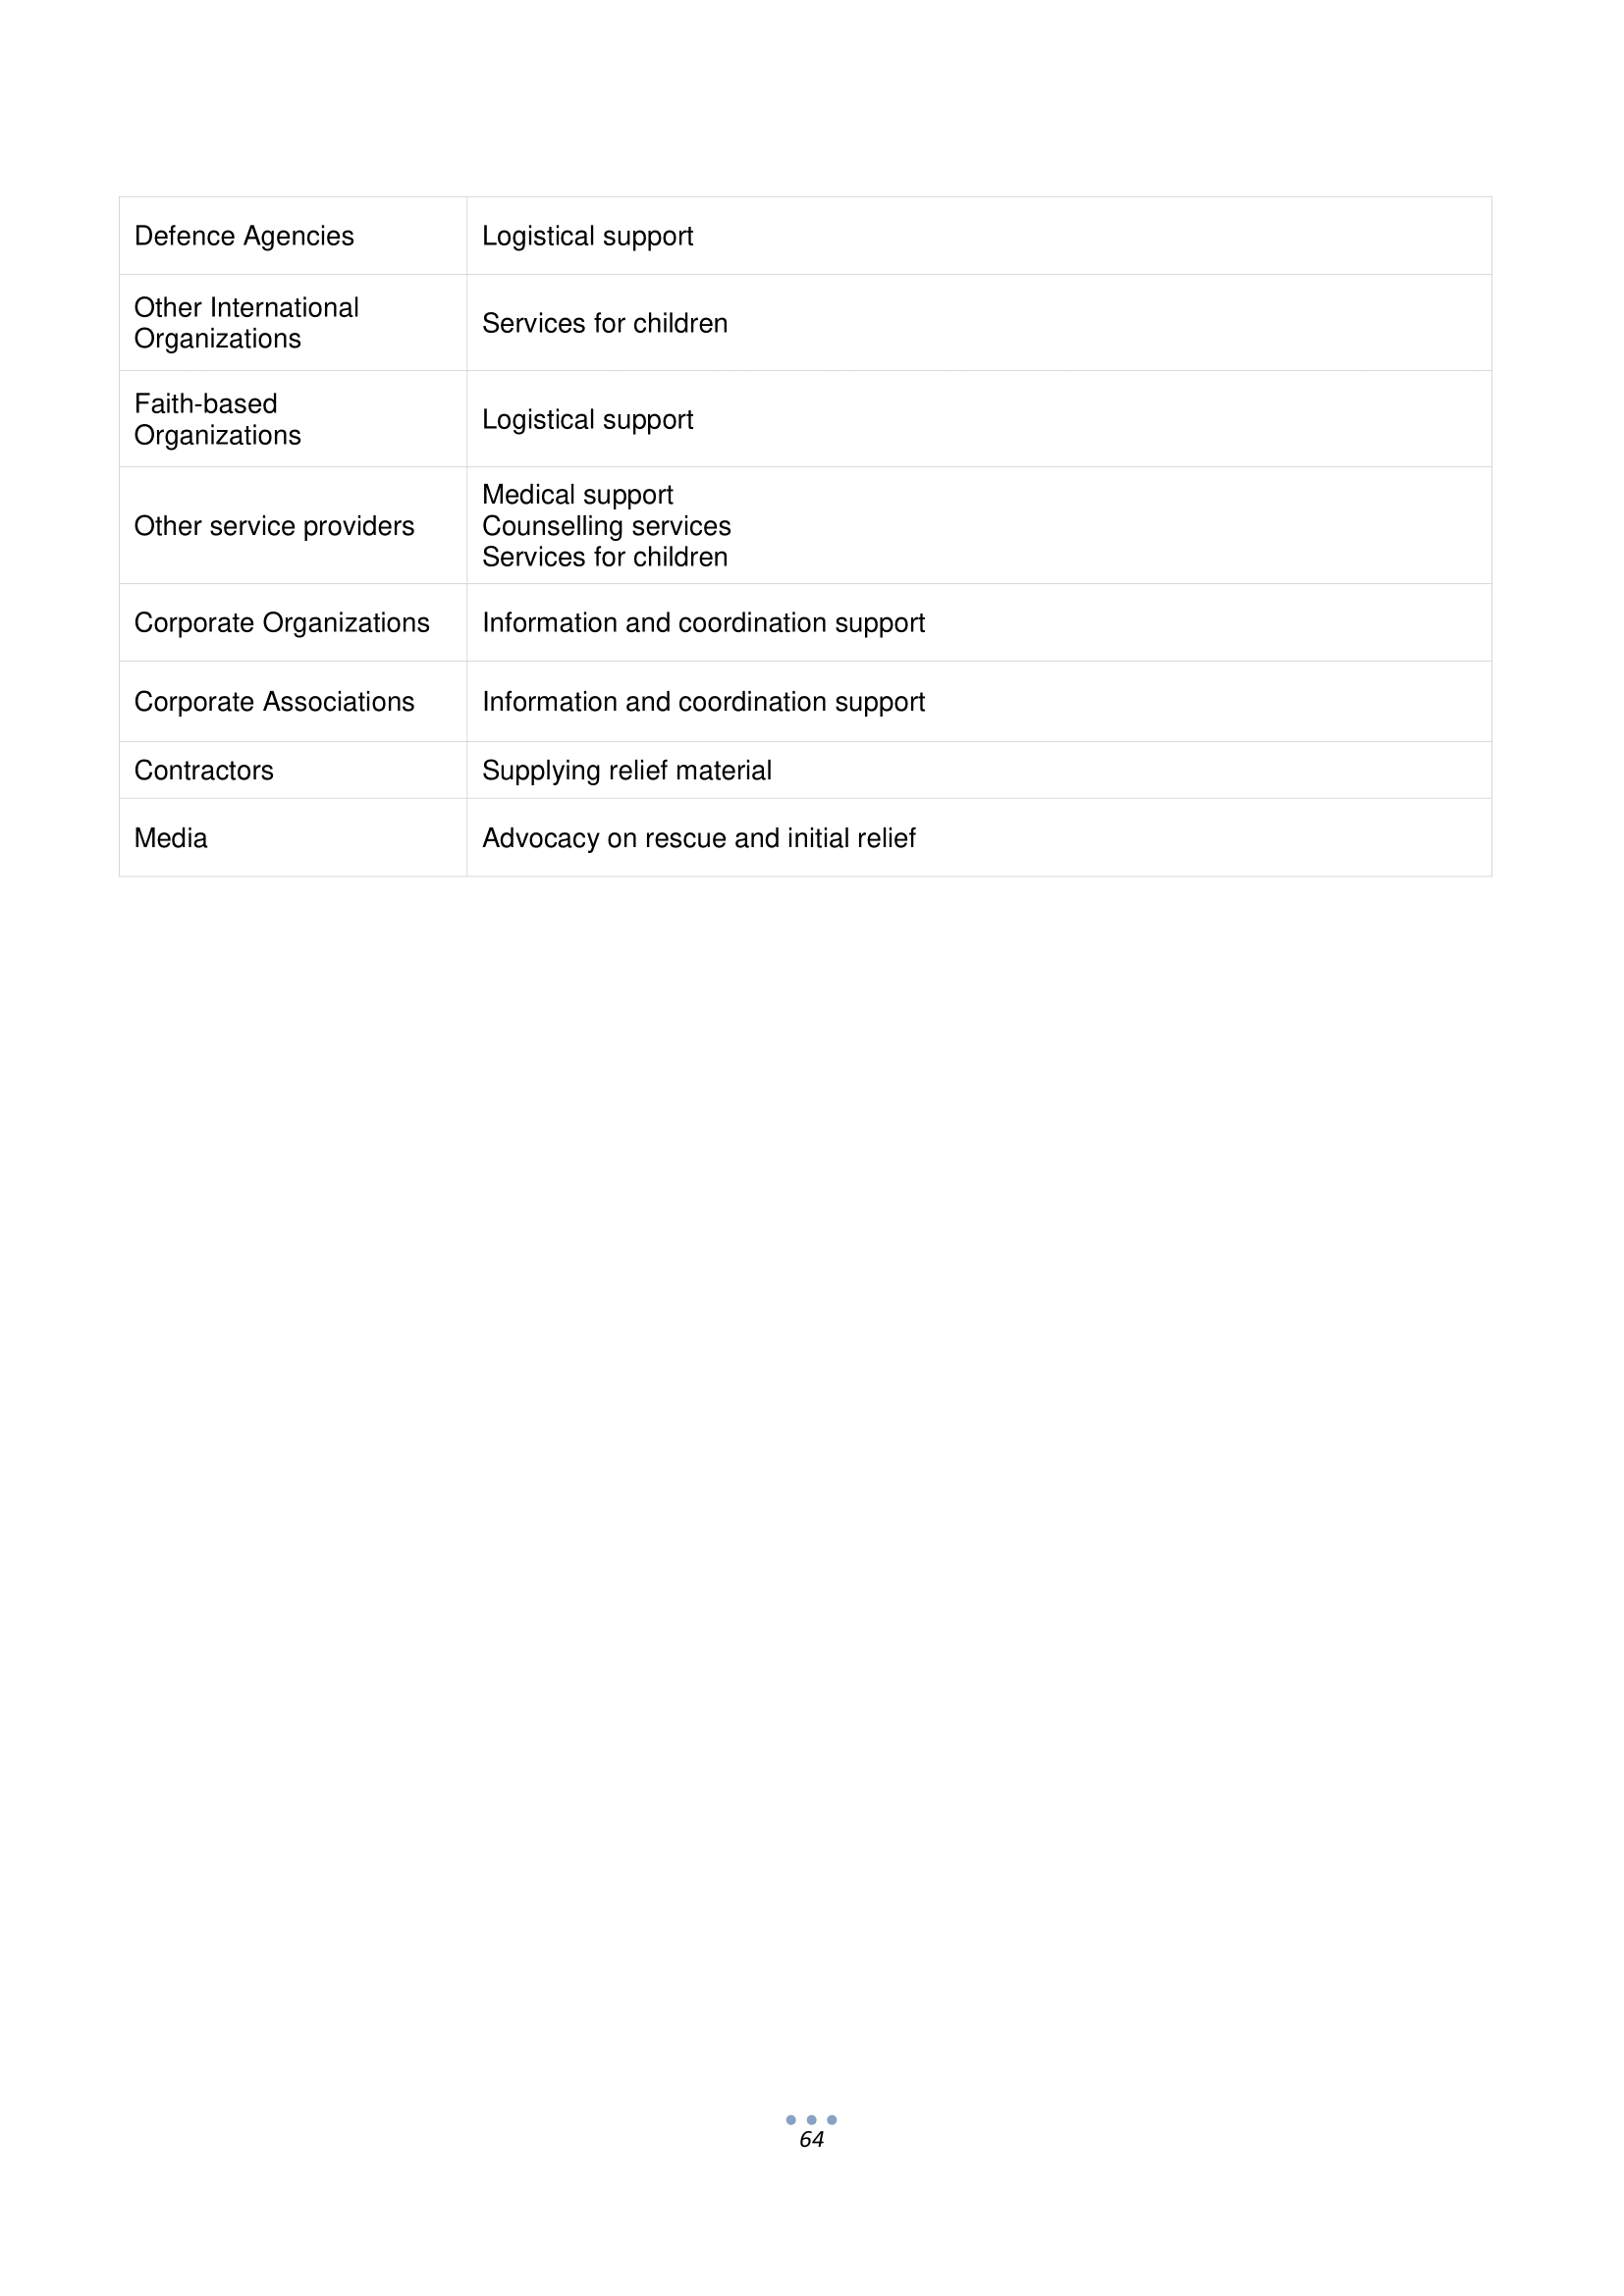 Defence Agencies
Logistical support
Other International
Organizations
Services for children
Faith-based
Organizations
Logistical support
Other service providers
Medical support
Counselling services
Services for children
Corporate Organizations
Information and coordination support
Corporate Associations
Information and coordination support
Contractors
Supplying relief material
Media
Advocacy on rescue and initial relief
64